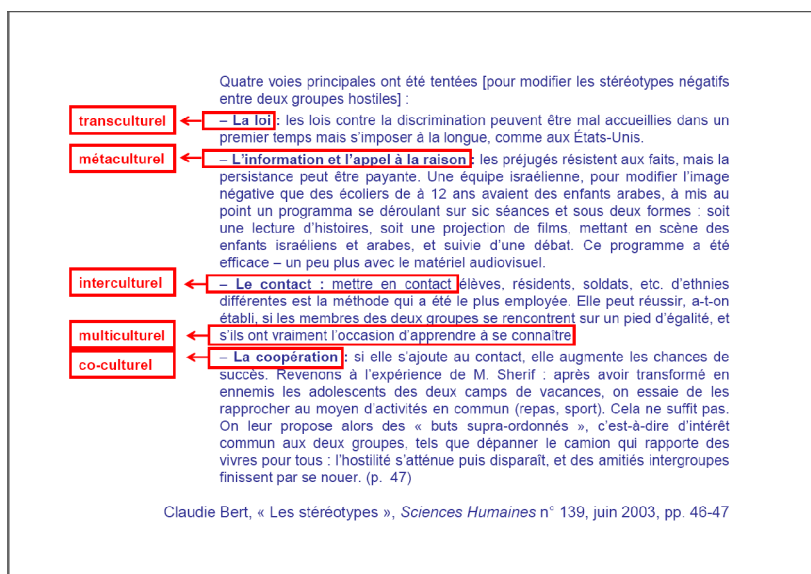 Quatre voies principales ont été tentées [pour modifier les stéréotypes négatifs
entre deux groupes hostiles] :
transculturel
– La loi : les lois contre la discrimination peuvent être mal accueillies dans un
premier temps mais s'imposer à la longue, comme aux États-Unis.
métaculturel
– L'information et l'appel à la raison : les préjugés résistent aux faits, mais la
persistance peut être payante. Une équipe israélienne, pour modifier l'image
négative que des écoliers de à 12 ans avaient des enfants arabes, à mis au
point un programma se déroulant sur sic séances et sous deux formes : soit
une lecture d'histoires, soit une projection de films, mettant en scène des
enfants israéliens et arabes, et suivie d'une débat. Ce programme a été
efficace – un peu plus avec le matériel audiovisuel.
interculturel
– Le contact : mettre en contact élèves, résidents, soldats, etc. d'ethnies
différentes est la méthode qui a été le plus employée. Elle peut réussir, a-t-on
établi, si les membres des deux groupes se rencontrent sur un pied d'égalité, et
multiculturel
s'ils ont vraiment l'occasion d'apprendre à se connaître
co-culturel
– La coopération : si elle s'ajoute au contact, elle augmente les chances de
succès. Revenons à l'expérience de M. Sherif : après avoir transformé en
ennemis les adolescents des deux camps de vacances, on essaie de les
rapprocher au moyen d'activités en commun (repas, sport). Cela ne suffit pas.
On leur propose alors des « buts supra-ordonnés », c'est-à-dire d'intérêt
commun aux deux groupes, tels que dépanner le camion qui rapporte des
vivres pour tous : l'hostilité s'atténue puis disparaît, et des amitiés intergroupes
finissent par se nouer. (p. 47)
Claudie Bert, « Les stéréotypes », Sciences Humaines n° 139, juin 2003, pp. 46-47